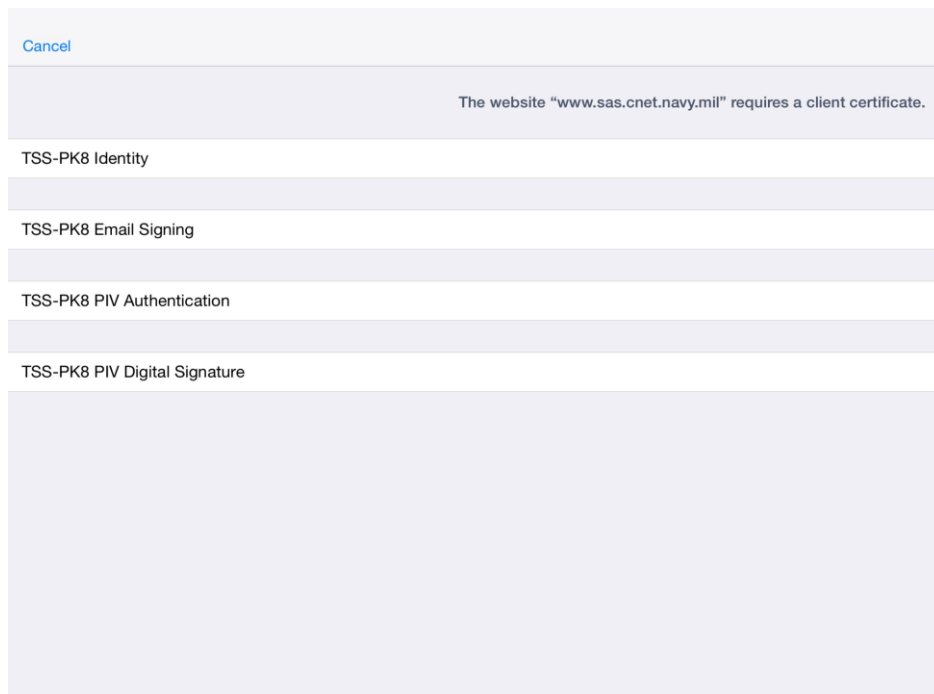 Cancel
The website “www.sas.cnet.navy.mil” requires a client certificate.
TSS-PK8 Identity
TSS-PK8 Email Signing
TSS-PK8 PIV Authentication
TSS-PK8 PIV Digital Signature